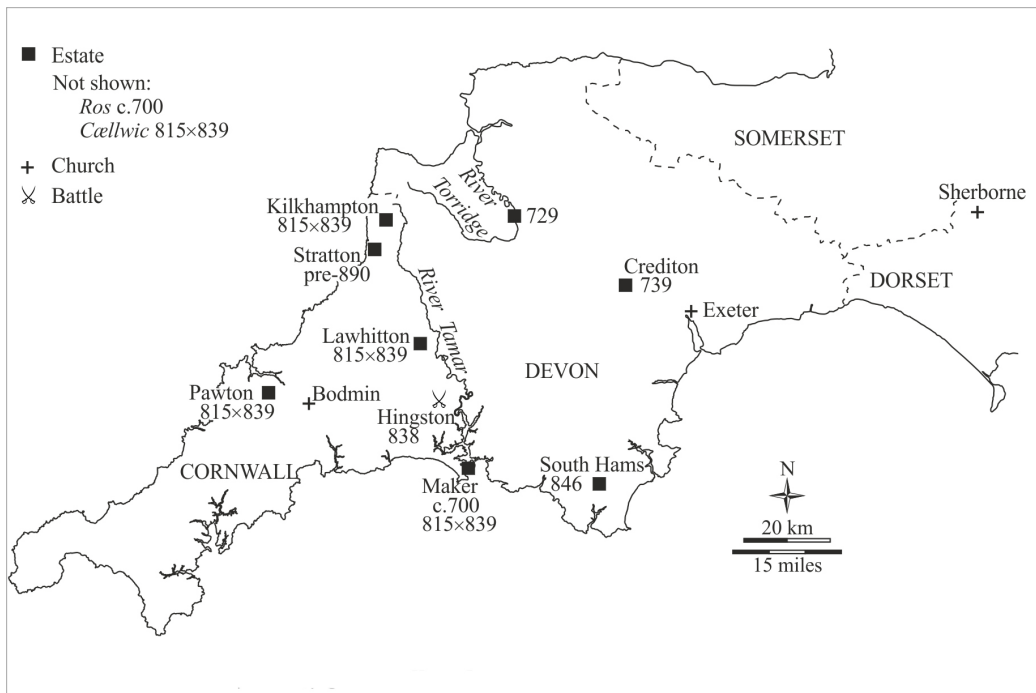 Estate
Not shown:
Ros c.700
Cællwic 815×839
Church
Battle
SOMERSET
Sherborne
DORSET
River
Torridge
729
Kilkhampton
815×839
Stratton
pre-890
Crediton
739
Exeter
River Tamar
Lawhitton
815×839
DEVON
Pawton
815×839
Bodmin
Hingston
838
CORNWALL
Maker
c.700
815×839
South Hams
846
N
20 km
15 miles